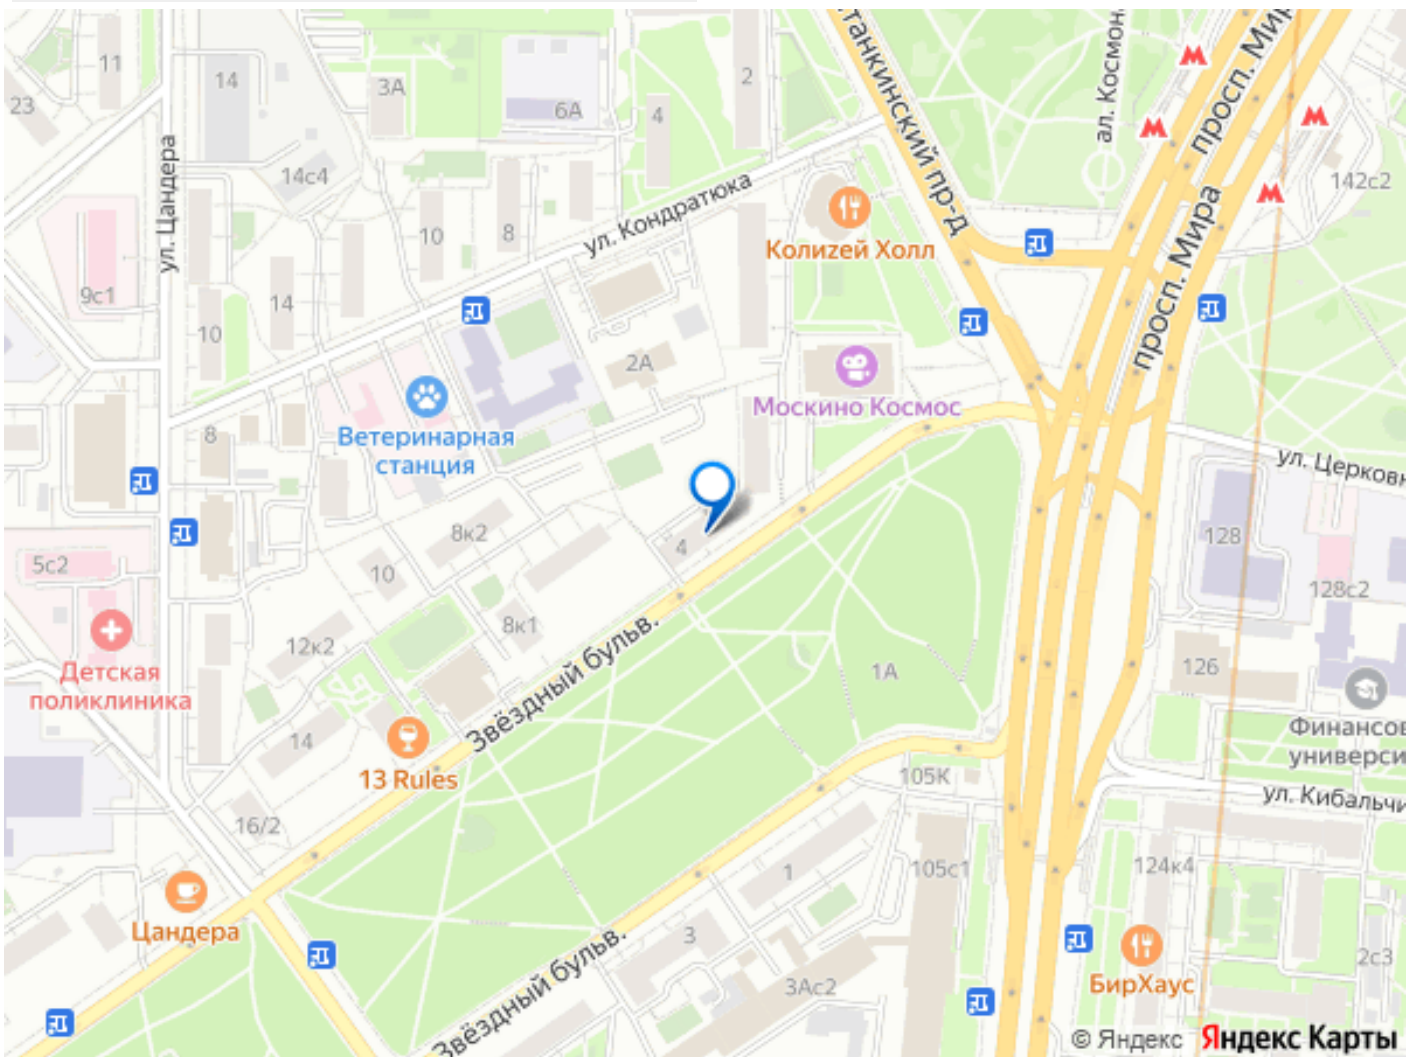 11
14
23
3А
6А
4
2
ал. Космон
просп. Мир
танкинский пр-д
142с2
ул. Цандера
14с4
ул. Кондратюка
10
8
Колизей Холл
просп. Мира
9с1
14
10
2А
Москино Космос
8
Ветеринарная
станция
ул. Церковн
128
8к2
4
5с2
10
128с2
8к1
12к2
Детская
поликлиника
Звёздный бульв.
1А
126
14
13 Rules
Финансов
универси
105К
ул. Кибальчи
16/2
1
105с1
124к4
Цандера
3
Звёздный бульв.
3Ас2
БирХаус
2с3
© Яндекс Яндекс Карты